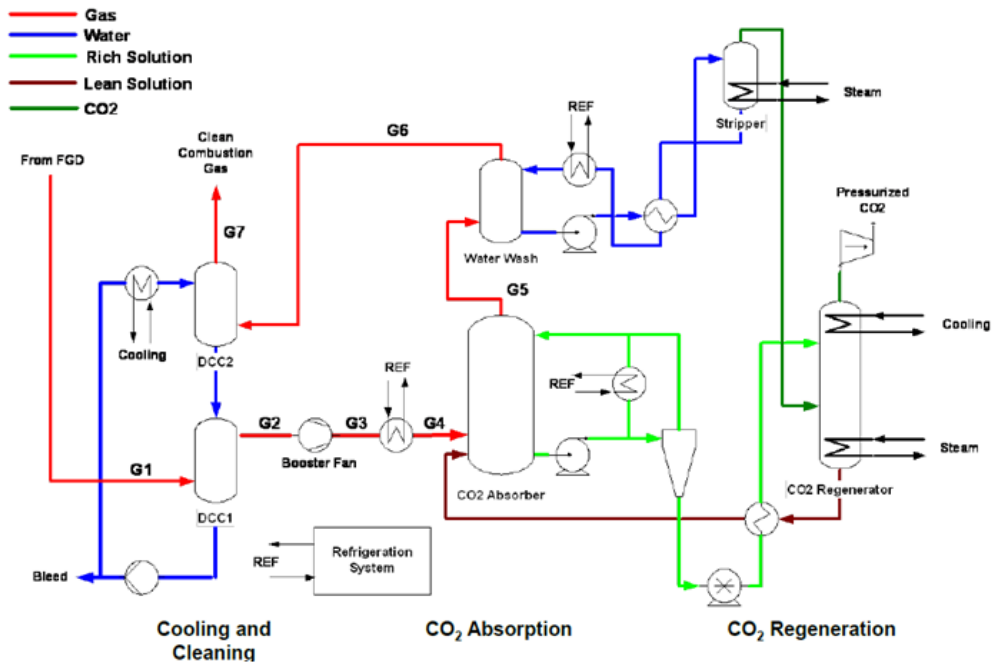 Gas
Water
Rich Solution
Lean Solution
CO2
From FGD
Clean
Combustion
Gas
G7
G6
REF
Steam
Stripper
Pressurized
CO2
Water Wash
G5
Cooling
DCC2
REF
G2
G3
G4
Booster Fan
G1
DCC1
REF
CO2 Absorber
Cooling
Steam
CO2 Regenerator
Bleed
REF
Refrigeration
System
Cooling and
Cleaning
CO₂ Absorption
CO₂ Regeneration